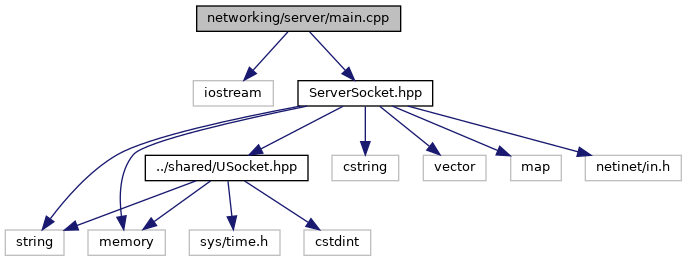 networking/server/main.cpp
iostream
ServerSocket.hpp
../shared/USocket.hpp
cstring
vector
map
netinet/in.h
string
memory
sys/time.h
cstdint